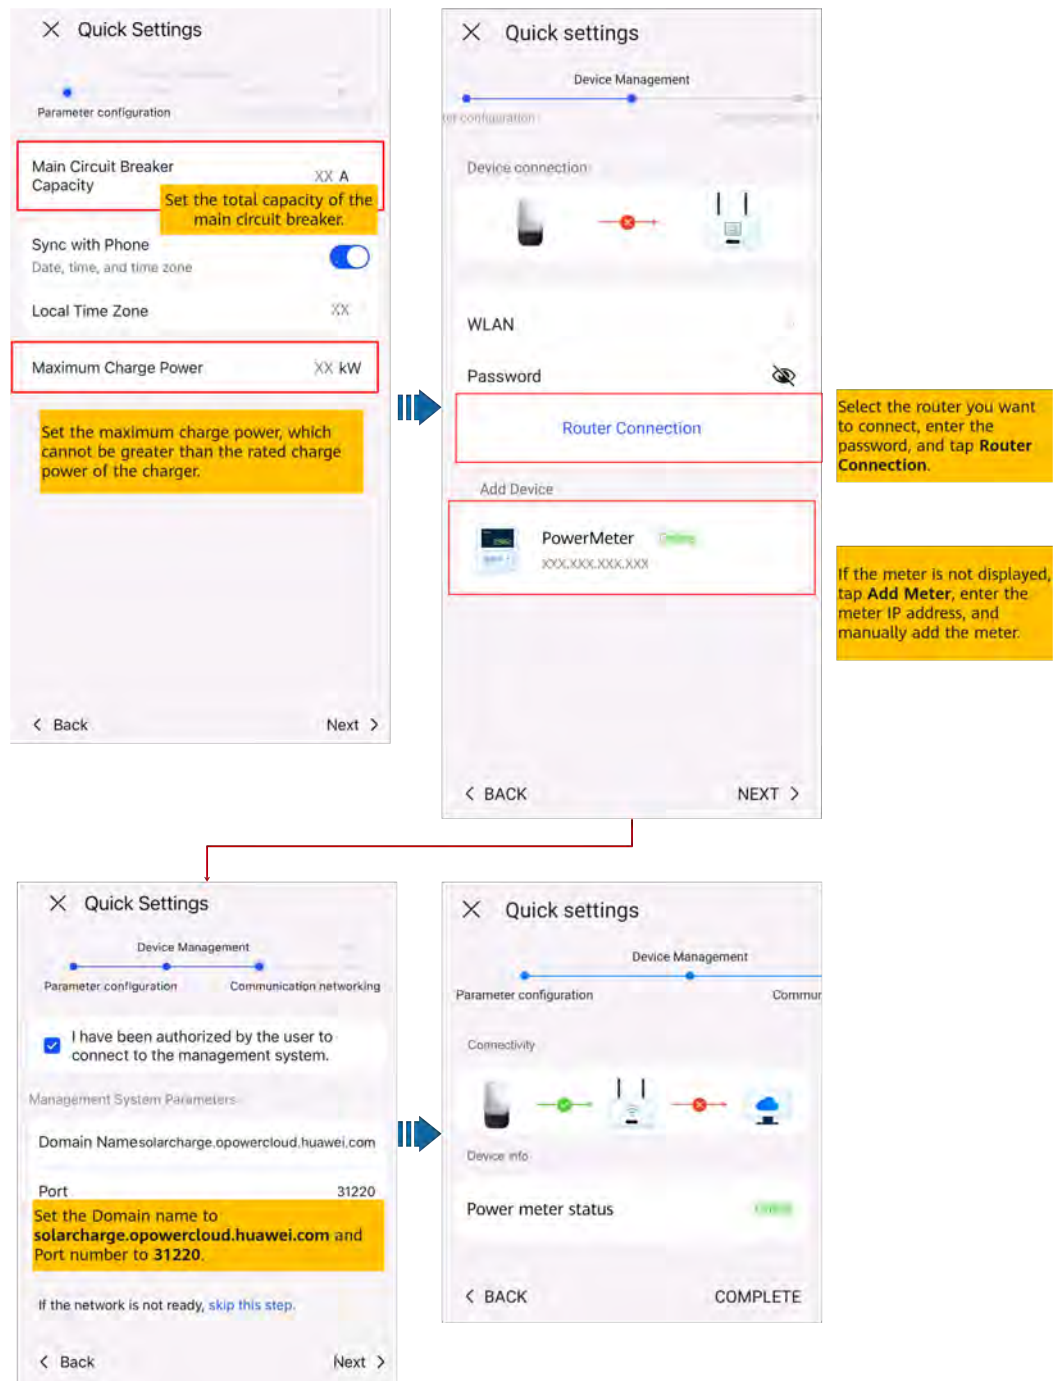 Quick Settings
Parameter configuration
Main Circuit Breaker
Capacity
XX A
Set the total capacity of the
main circuit breaker.
Sync with Phone
Date, time, and time zone
Local Time Zone
XX
Maximum Charge Power
XX kW
Set the maximum charge power, which
cannot be greater than the rated charge
power of the charger.
< Back
Next >
Quick settings
Device Management
er configuration
Device connection
WLAN
Password
Router Connection
Add Device
PowerMeter
Online
XXX.XXX.XXX.XXX
< BACK
NEXT >
Select the router you want
to connect, enter the
password, and tap Router
Connection.
If the meter is not displayed,
tap Add Meter, enter the
meter IP address, and
manually add the meter.
Quick Settings
Device Management
Parameter configuration
Communication networking
I have been authorized by the user to
connect to the management system.
Management System Parameters
Domain Name solarcharge.opowercloud.huawei.com
Port
31220
Set the Domain name to
solarcharge.opowercloud.huawei.com and
Port number to 31220.
If the network is not ready, skip this step.
< Back
Next >
Quick settings
Device Management
Parameter configuration
Commun
Connectivity
Device info
Power meter status
Online
< BACK
COMPLETE